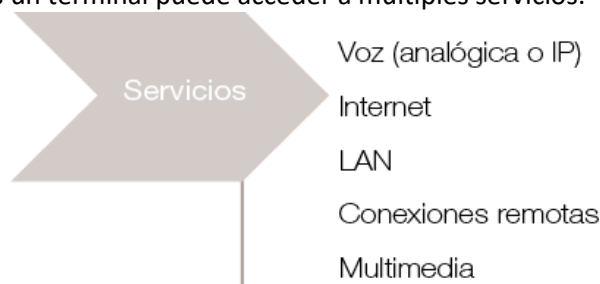 un terminal puede acceder a múltiples servicios.
Servicios
Voz (analógica o IP)
Internet
LAN
Conexiones remotas
Multimedia